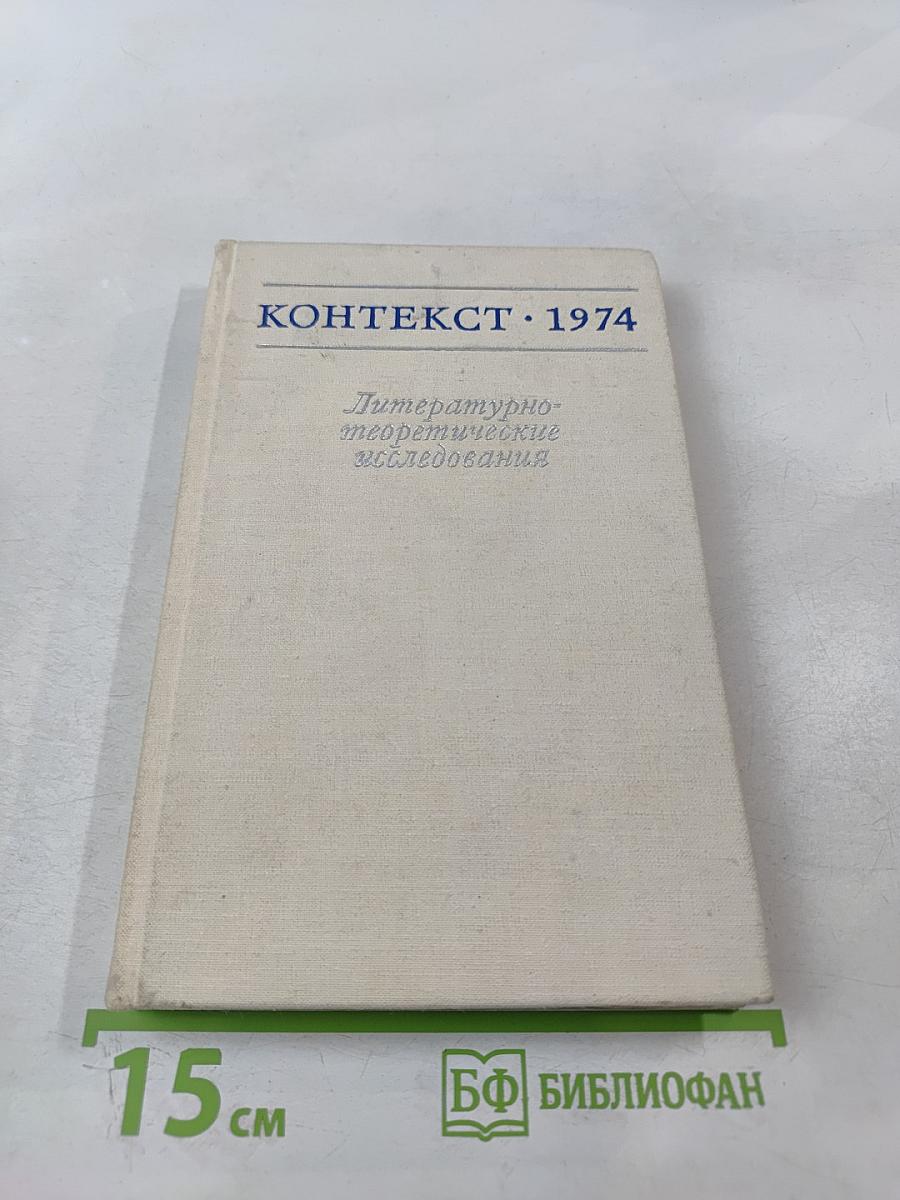 КОНТЕКСТ · 1974
Литературно-
теоретические
исследования
15 см
БФ БИБЛИОФАН